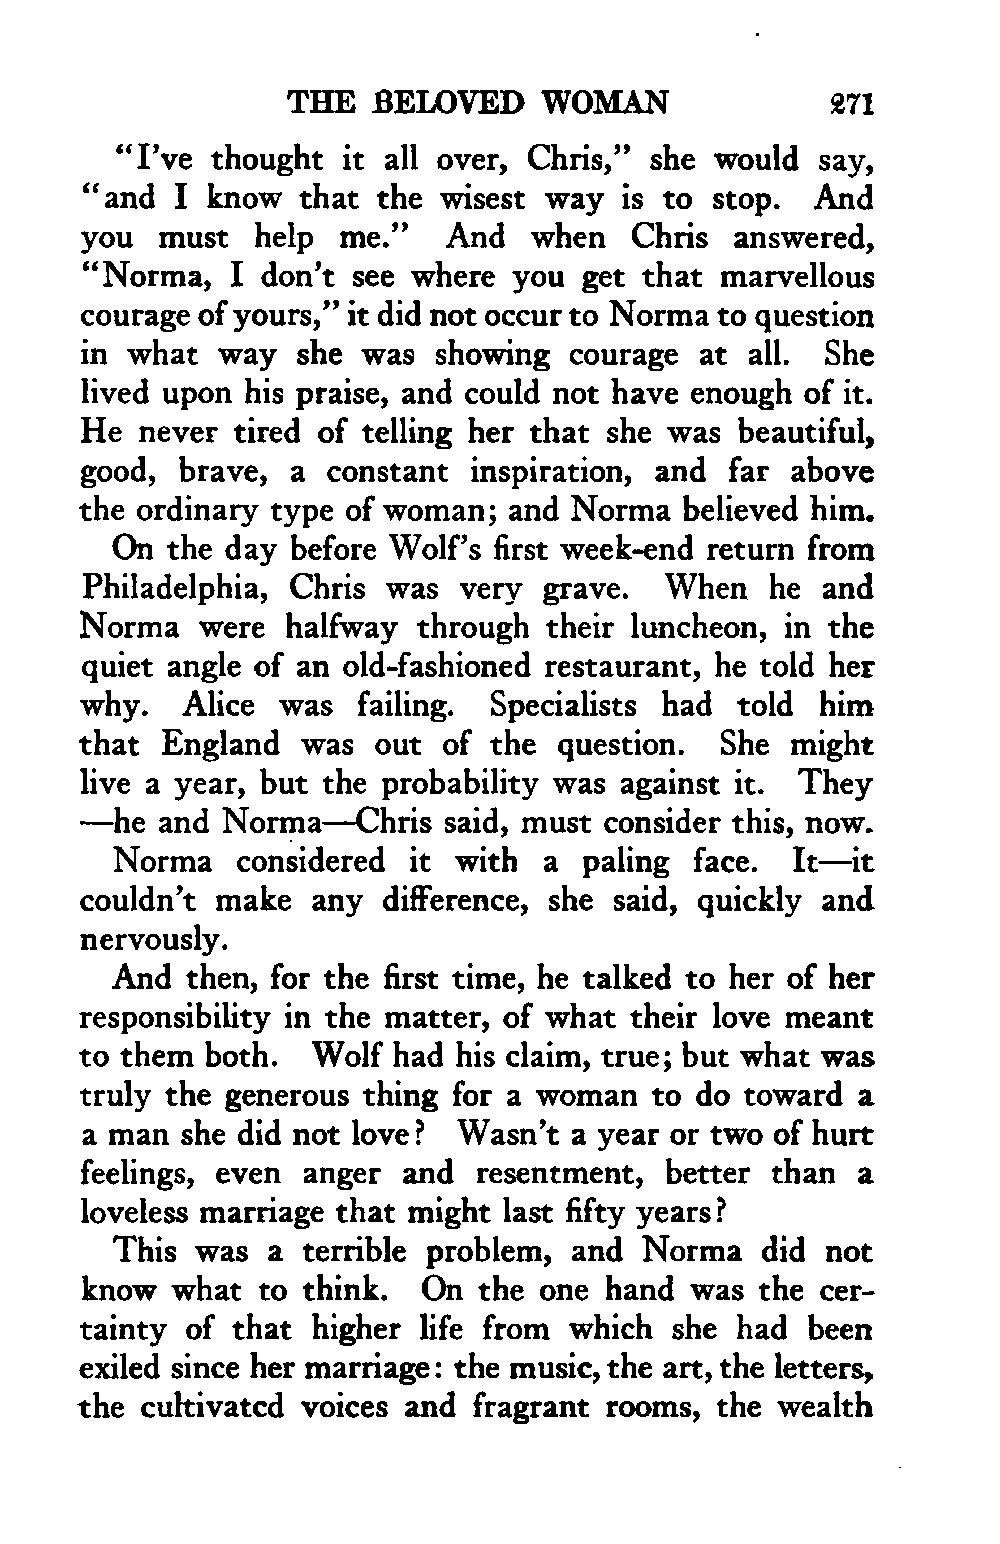 THE BELOVED WOMAN 271
"I've thought it all over, Chris," she would say,
"and I know that the wisest way is to stop. And
you must help me." And when Chris answered,
"Norma, I don't see where you get that marvellous
courage of yours," it did not occur to Norma to question
in what way she was showing courage at all. She
lived upon his praise, and could not have enough of it.
He never tired of telling her that she was beautiful,
good, brave, a constant inspiration, and far above
the ordinary type of woman; and Norma believed him.
On the day before Wolf's first week-end return from
Philadelphia, Chris was very grave. When he and
Norma were halfway through their luncheon, in the
quiet angle of an old-fashioned restaurant, he told her
why. Alice was failing. Specialists had told him
that England was out of the question. She might
live a year, but the probability was against it. They
—he and Norma—Chris said, must consider this, now.
Norma considered it with a paling face. It—it
couldn't make any difference, she said, quickly and
nervously.
And then, for the first time, he talked to her of her
responsibility in the matter, of what their love meant
to them both. Wolf had his claim, true; but what was
truly the generous thing for a woman to do toward a
a man she did not love? Wasn't a year or two of hurt
feelings, even anger and resentment, better than a
loveless marriage that might last fifty years?
This was a terrible problem, and Norma did not
know what to think. On the one hand was the cer-
tainty of that higher life from which she had been
exiled since her marriage: the music, the art, the letters,
the cultivated voices and fragrant rooms, the wealth